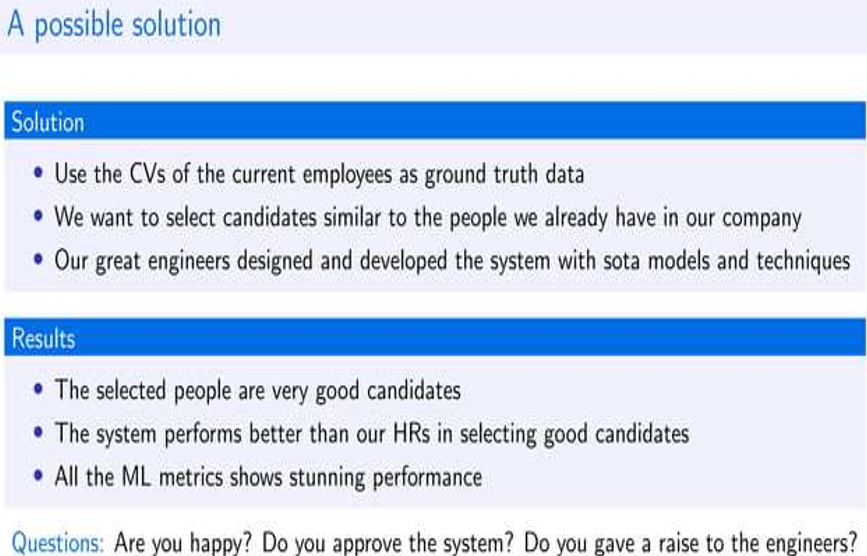 A possible solution
Solution
• Use the CVs of the current employees as ground truth data
• We want to select candidates similar to the people we already have in our company
• Our great engineers designed and developed the system with sota models and techniques
Results
• The selected people are very good candidates
• The system performs better than our HRs in selecting good candidates
• All the ML metrics shows stunning performance
Questions: Are you happy? Do you approve the system? Do you gave a raise to the engineers?